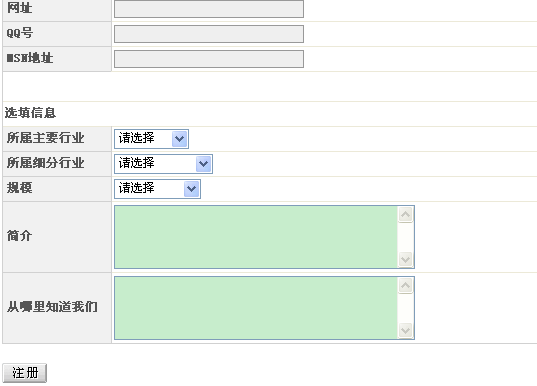 网址
QQ号
MSN地址
选填信息
所属主要行业 请选择
所属细分行业 请选择
规模 请选择
简介
从哪里知道我们
注册